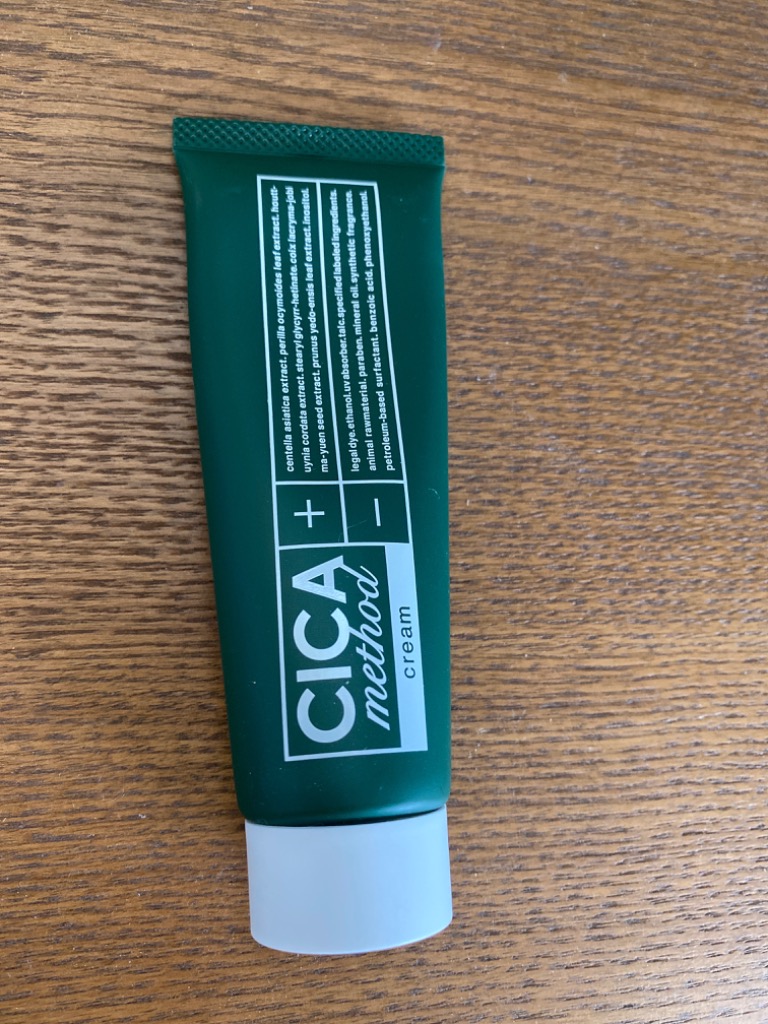 CICA
method
cream
+
centella asiatica extract. perilla ocymoides leaf extract. houtt-
uynia cordata extract. stearyl glycyrr-hetinate. coix lacryma-jobi
ma-yuen seed extract. prunus yedo-ensis leaf extract. inositol.
−
legal dye. ethanol. uv absorber. talc. specified labeled ingredients.
animal rawmaterial. paraben. mineral oil. synthetic fragrance.
petroleum-based surfactant. benzoic acid. phenoxyethanol.